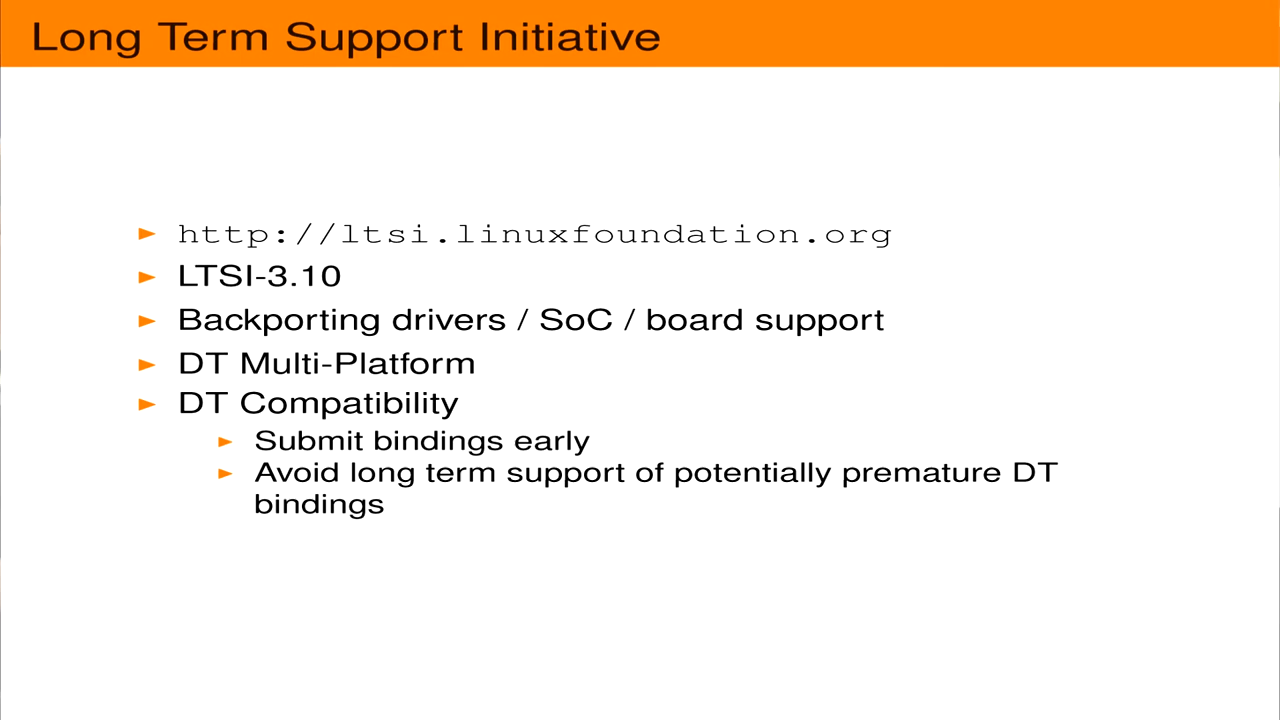 Long Term Support Initiative
http://ltsi.linuxfoundation.org
LTSI-3.10
Backporting drivers / SoC / board support
DT Multi-Platform
DT Compatibility
Submit bindings early
Avoid long term support of potentially premature DT
bindings